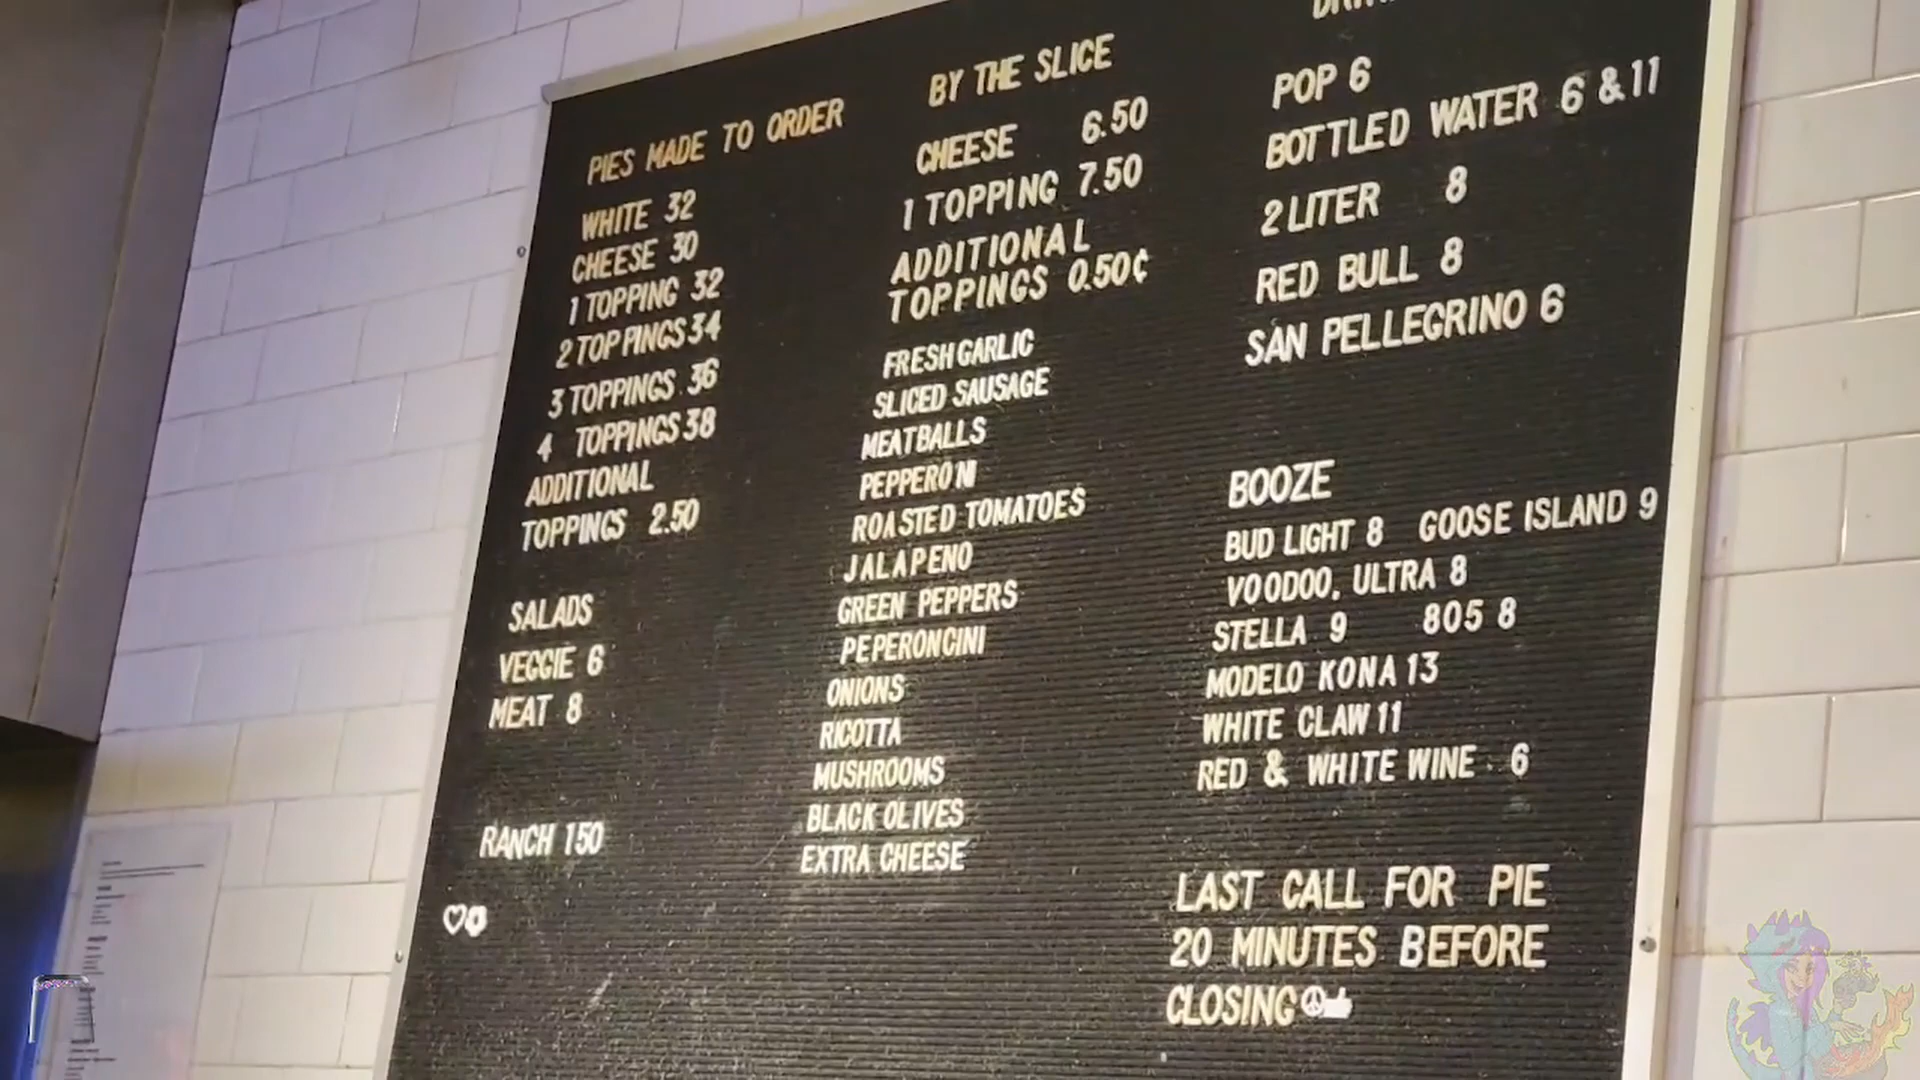 PIES MADE TO ORDER
WHITE 32
CHEESE 30
1 TOPPING 32
2 TOPPINGS 34
3 TOPPINGS 36
4 TOPPINGS 38
ADDITIONAL
TOPPINGS 2.50
SALADS
VEGGIE 6
MEAT 8
RANCH 150
BY THE SLICE
CHEESE 6.50
1 TOPPING 7.50
ADDITIONAL
TOPPINGS 0.50¢
FRESH GARLIC
SLICED SAUSAGE
MEATBALLS
PEPPERONI
ROASTED TOMATOES
JALAPENO
GREEN PEPPERS
PEPERONCINI
ONIONS
RICOTTA
MUSHROOMS
BLACK OLIVES
EXTRA CHEESE
POP 6
BOTTLED WATER 6 & 11
2 LITER 8
RED BULL 8
SAN PELLEGRINO 6
BOOZE
BUD LIGHT 8 GOOSE ISLAND 9
VOODOO, ULTRA 8
STELLA 9 805 8
MODELO KONA 13
WHITE CLAW 11
RED & WHITE WINE 6
LAST CALL FOR PIE
20 MINUTES BEFORE
CLOSING